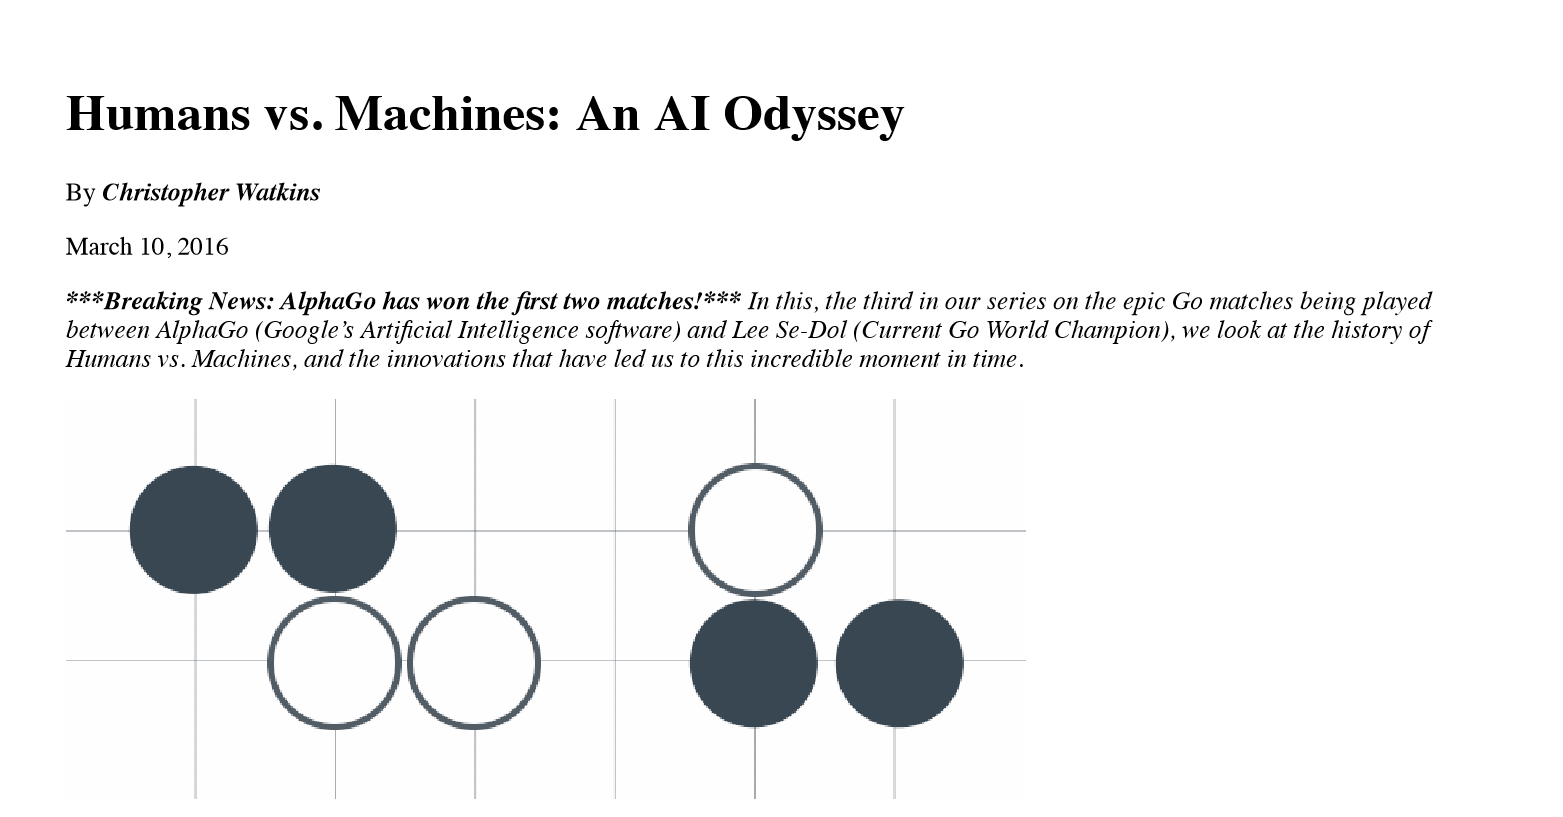 Humans vs. Machines: An AI Odyssey
By Christopher Watkins
March 10, 2016
***Breaking News: AlphaGo has won the first two matches!*** In this, the third in our series on the epic Go matches being played
between AlphaGo (Google’s Artificial Intelligence software) and Lee Se-Dol (Current Go World Champion), we look at the history of
Humans vs. Machines, and the innovations that have led us to this incredible moment in time.